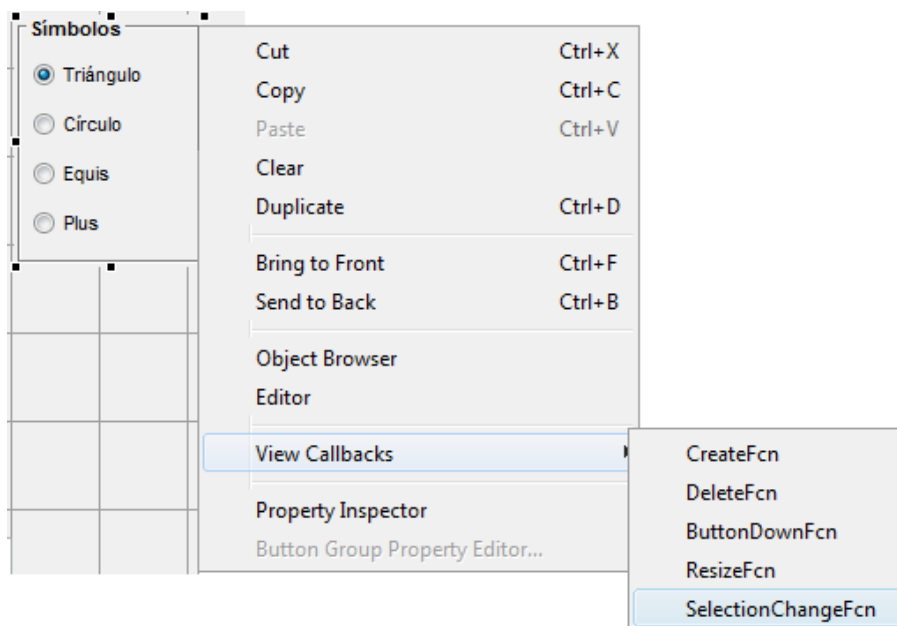 Símbolos
Triángulo
Círculo
Equis
Plus
Cut Ctrl+X
Copy Ctrl+C
Paste Ctrl+V
Clear
Duplicate Ctrl+D
Bring to Front Ctrl+F
Send to Back Ctrl+B
Object Browser
Editor
View Callbacks
Property Inspector
Button Group Property Editor...
CreateFcn
DeleteFcn
ButtonDownFcn
ResizeFcn
SelectionChangeFcn